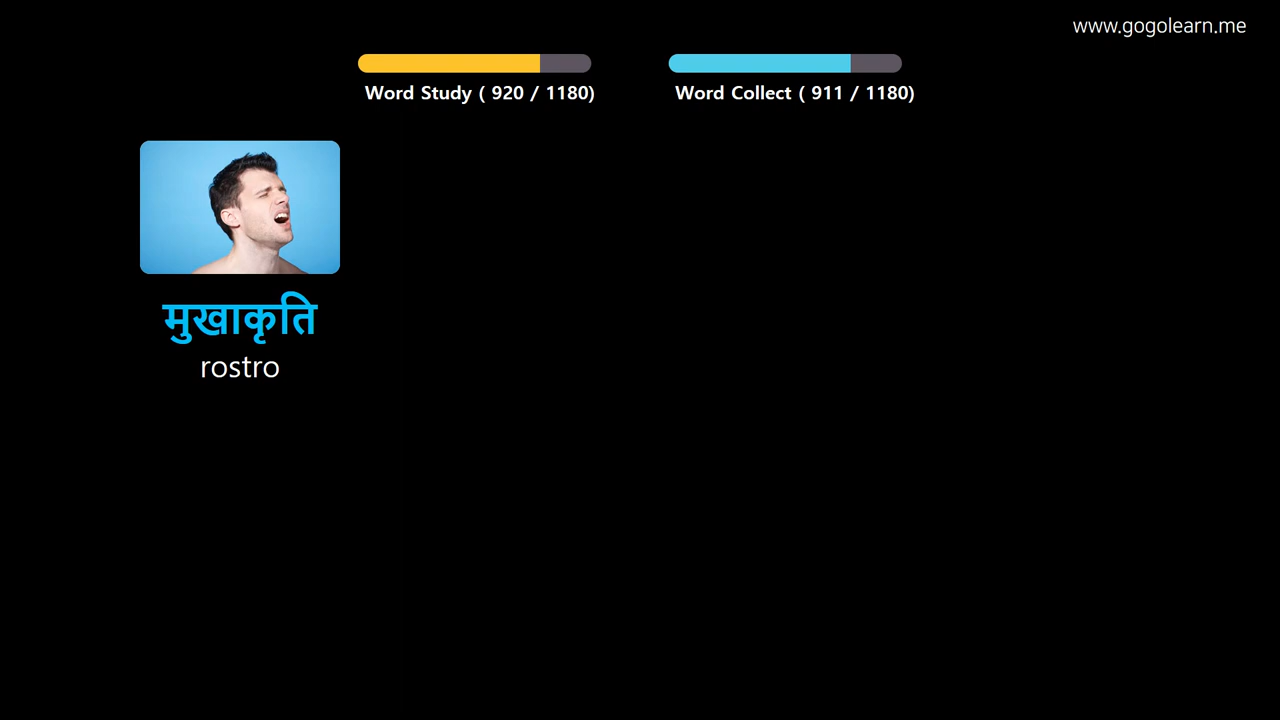 www.gogolearn.me
Word Study ( 920 / 1180)
Word Collect ( 911 / 1180)
मुखाकृति
rostro